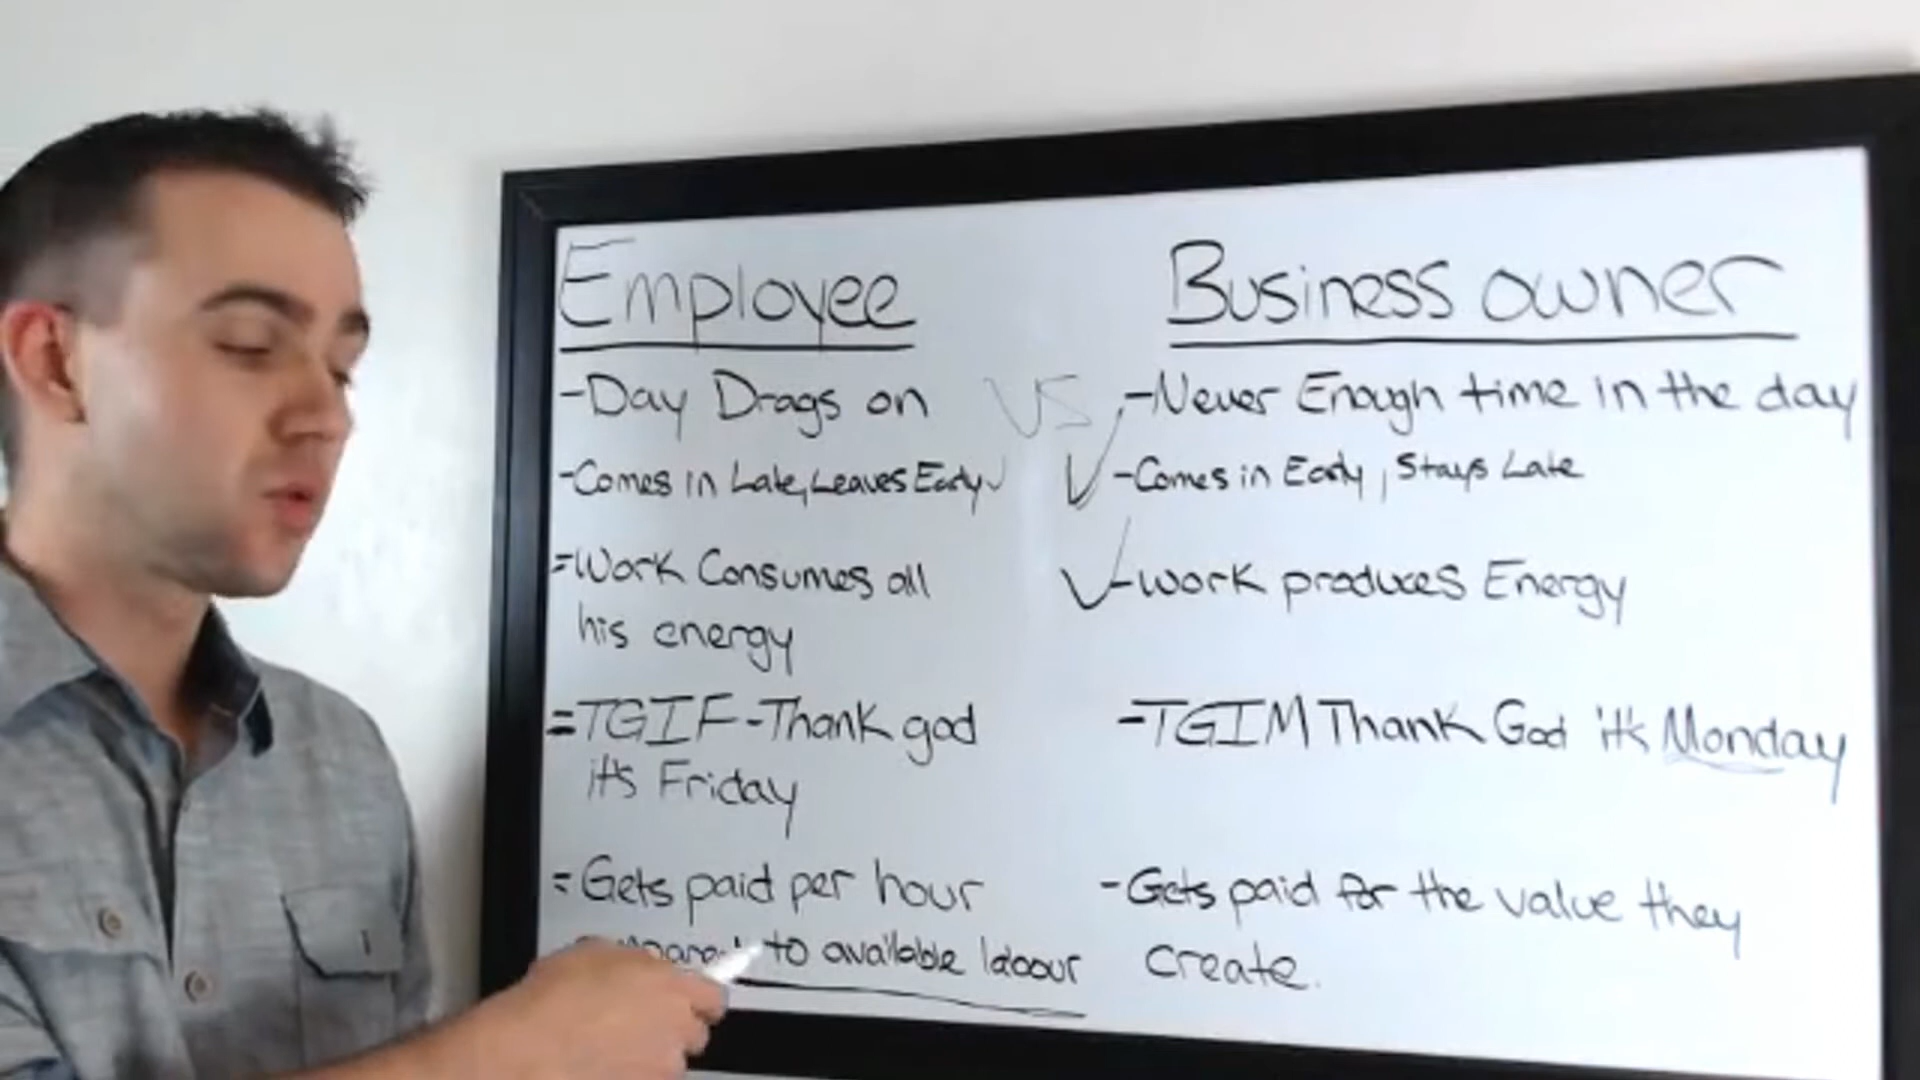 Employee
-Day Drags on
-Comes in Late, Leaves Early
=Work Consumes all
his energy
=TGIF-Thank god
it's Friday
=Gets paid per hour
to available labour
VS
Business owner
-Never Enough time in the day
-Comes in Early, Stays Late
-work produces Energy
-TGIM Thank God it's Monday
-Gets paid for the value they
create.